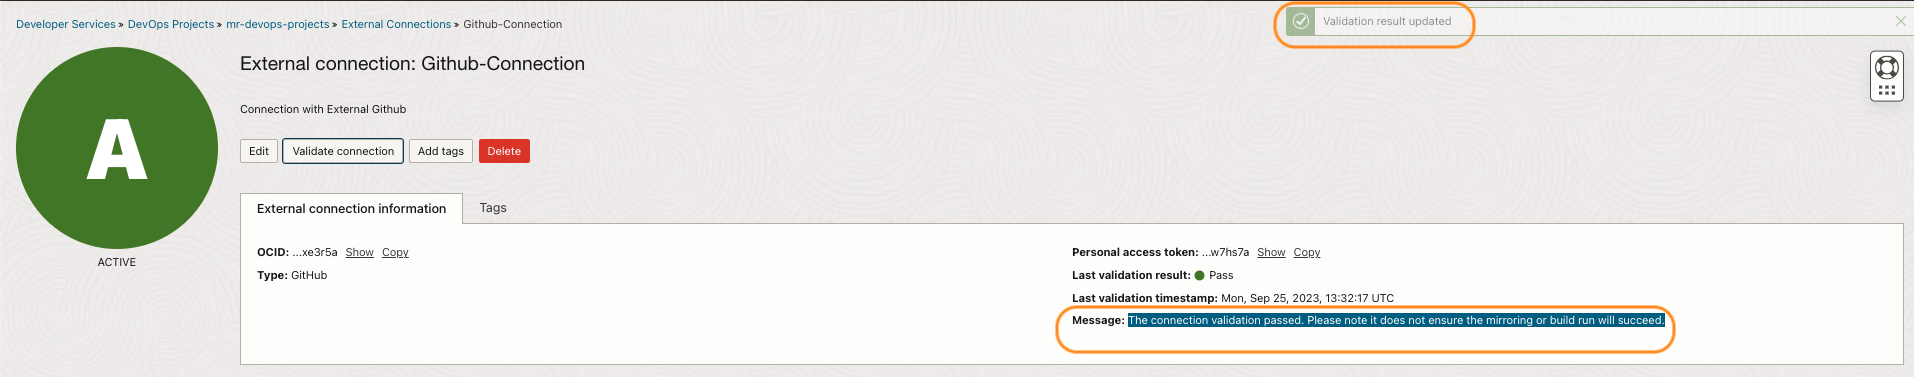 Developer Services » DevOps Projects » mr-devops-projects » External Connections » Github-Connection
Validation result updated
A
ACTIVE
External connection: Github-Connection
Connection with External Github
Edit Validate connection Add tags Delete
External connection information Tags
OCID: ...xe3r5a Show Copy
Type: GitHub
Personal access token: ...w7hs7a Show Copy
Last validation result: Pass
Last validation timestamp: Mon, Sep 25, 2023, 13:32:17 UTC
Message: The connection validation passed. Please note it does not ensure the mirroring or build run will succeed.